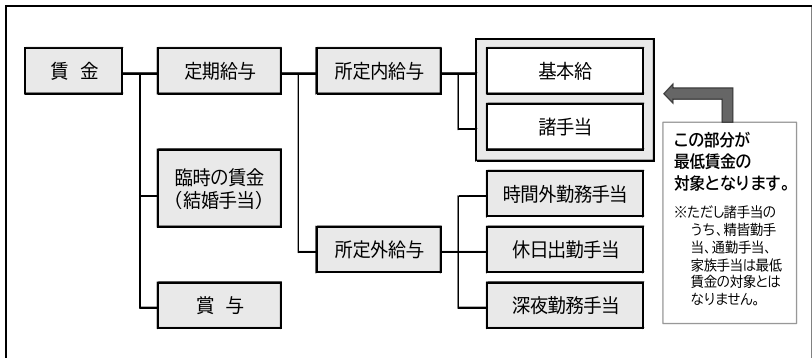 賃 金
定期給与
所定内給与
基本給
諸手当
臨時の賃金
（結婚手当）
時間外勤務手当
所定外給与
休日出勤手当
賞 与
深夜勤務手当
この部分が
最低賃金の
対象となります。
※ただし諸手当の
うち、精皆勤手
当、通勤手当、
家族手当は最低
賃金の対象とは
なりません。